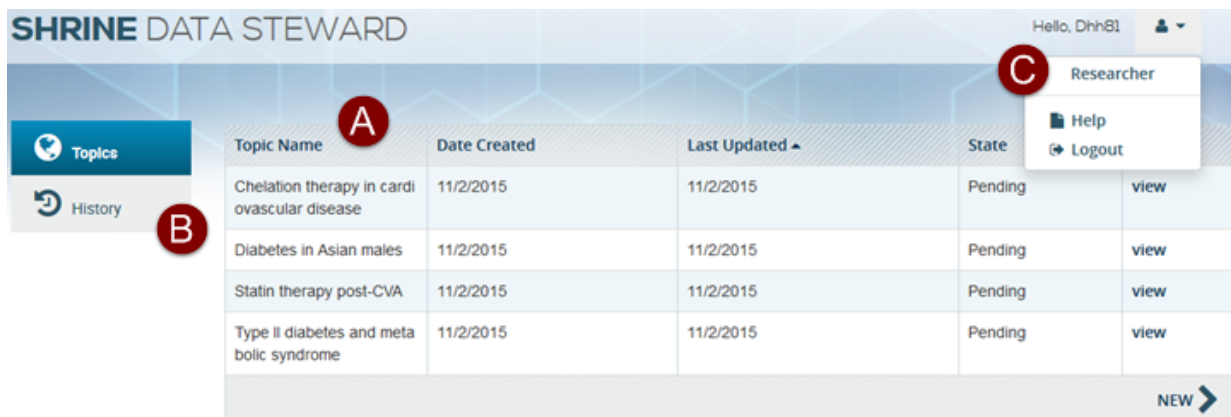 SHRINE DATA STEWARD
Hello, Dhh81
C
Researcher
Help
Logout
A
Topics
History
B
Topic Name Date Created Last Updated State
Chelation therapy in cardi 11/2/2015 11/2/2015 Pending view
ovascular disease
Diabetes in Asian males 11/2/2015 11/2/2015 Pending view
Statin therapy post-CVA 11/2/2015 11/2/2015 Pending view
Type II diabetes and meta 11/2/2015 11/2/2015 Pending view
bolic syndrome
NEW